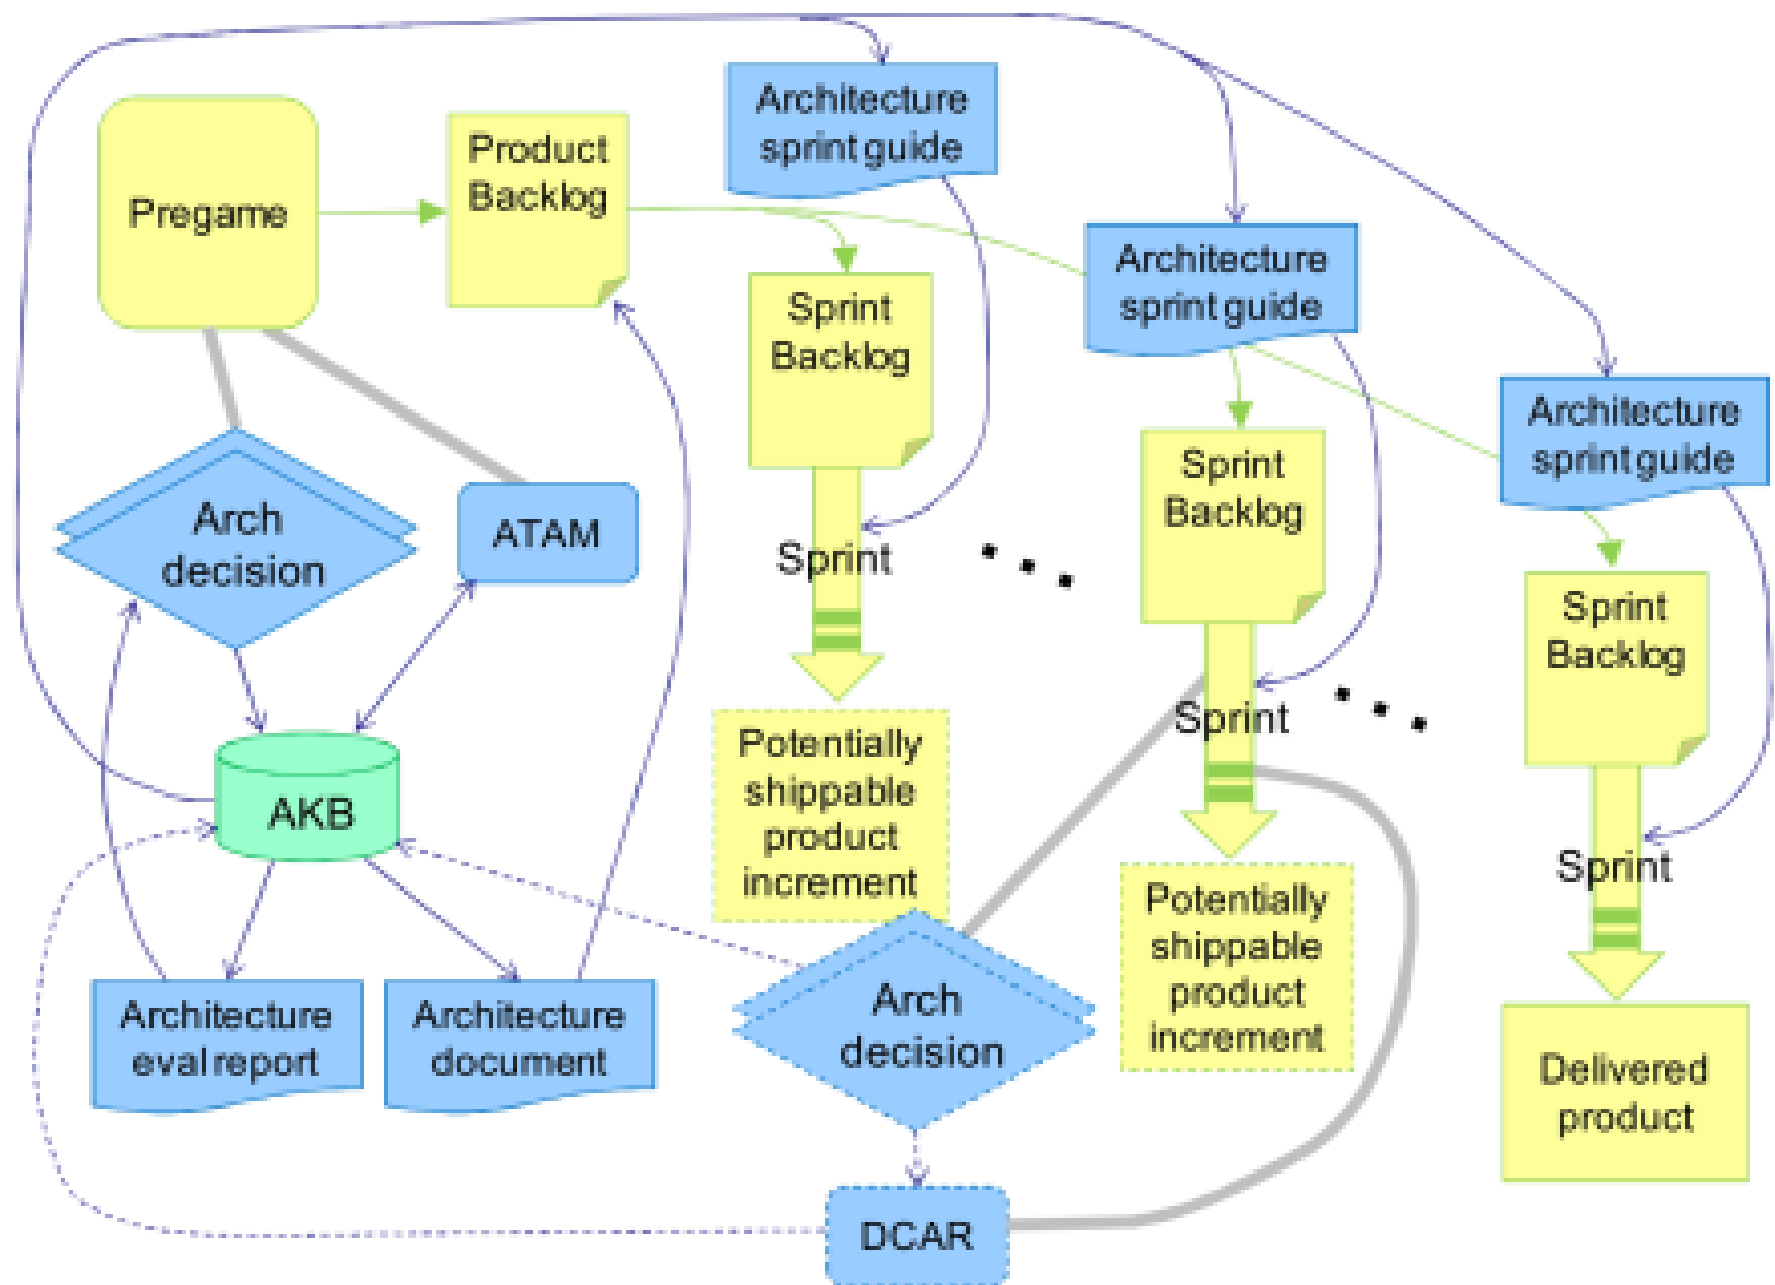 Architecture
sprint guide
Pregame
Product
Backlog
Architecture
sprint guide
Sprint
Backlog
Architecture
sprint guide
Arch
decision
ATAM
Sprint
Sprint
Backlog
Sprint
Backlog
Sprint
Potentially
shippable
product
increment
AKB
Sprint
Potentially
shippable
product
increment
Architecture
eval report
Architecture
document
Arch
decision
Delivered
product
DCAR